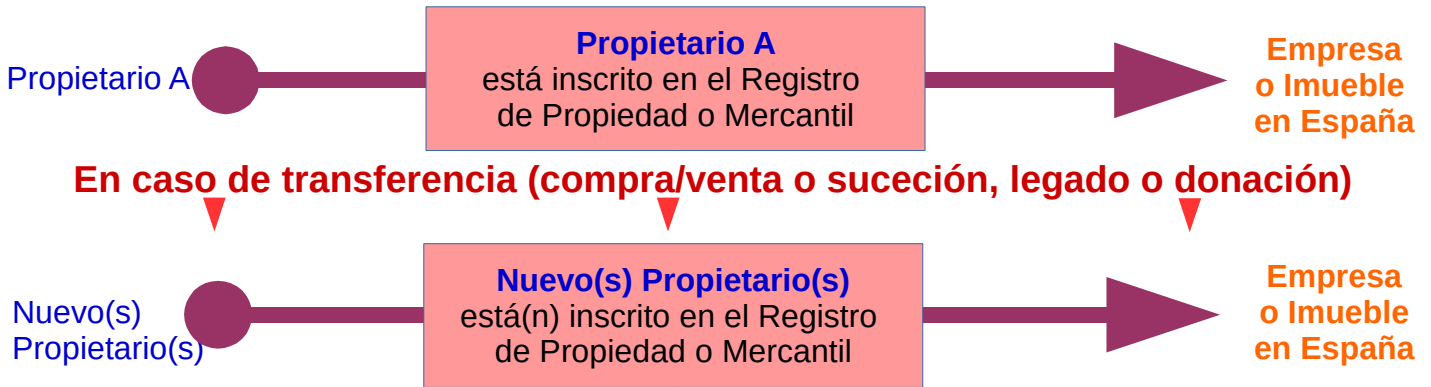 Propietario A
Propietario A
está inscrito en el Registro
de Propiedad o Mercantil
Empresa
o Imueble
en España
En caso de transferencia (compra/venta o suceción, legado o donación)
Nuevo(s)
Propietario(s)
Nuevo(s) Propietario(s)
está(n) inscrito en el Registro
de Propiedad o Mercantil
Empresa
o Imueble
en España